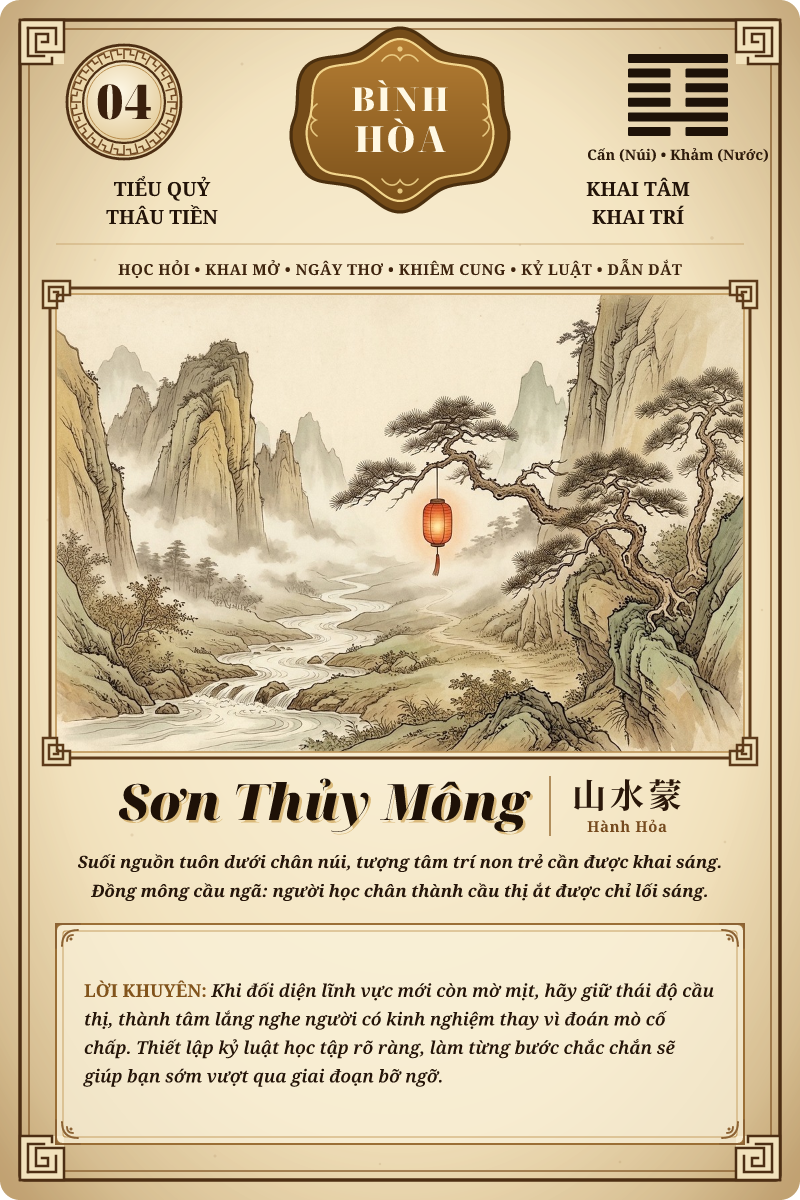 04
BÌNH
HÒA
Cấn (Núi) • Khảm (Nước)
TIỂU QUỶ
THÂU TIỀN
KHAI TÂM
KHAI TRÍ
HỌC HỎI • KHAI MỞ • NGÂY THƠ • KHIÊM CUNG • KỶ LUẬT • DẪN DẮT
Sơn Thủy Mông
山水蒙
Hành Hỏa
Suối nguồn tuôn dưới chân núi, tượng tâm trí non trẻ cần được khai sáng.
Đồng mông cầu ngã: người học chân thành cầu thị ắt được chỉ lối sáng.
LỜI KHUYÊN: Khi đối diện lĩnh vực mới còn mờ mịt, hãy giữ thái độ cầu
thị, thành tâm lắng nghe người có kinh nghiệm thay vì đoán mò cố
chấp. Thiết lập kỷ luật học tập rõ ràng, làm từng bước chắc chắn sẽ
giúp bạn sớm vượt qua giai đoạn bỡ ngỡ.